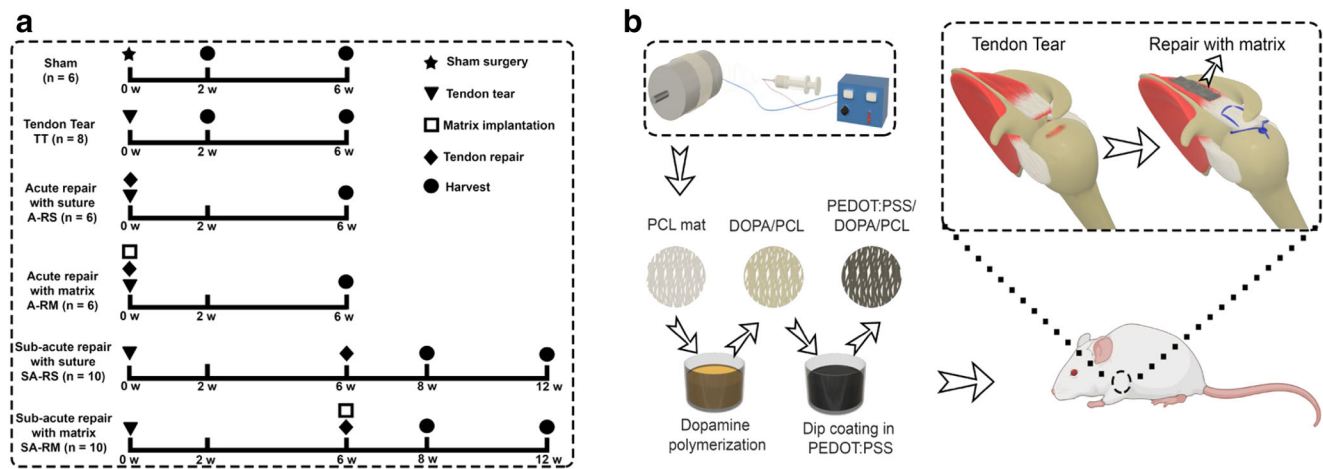 a
Sham
(n = 6)
0 w 2 w 6 w
Tendon Tear
TT (n = 8)
0 w 2 w 6 w
Acute repair
with suture
A-RS (n = 6)
0 w 2 w 6 w
Acute repair
with matrix
A-RM (n = 6)
0 w 2 w 6 w
Sub-acute repair
with suture
SA-RS (n = 10)
0 w 2 w 6 w 8 w 12 w
Sub-acute repair
with matrix
SA-RM (n = 10)
0 w 2 w 6 w 8 w 12 w
Sham surgery
Tendon tear
Matrix implantation
Tendon repair
Harvest
b
PCL mat
DOPA/PCL
PEDOT:PSS/
DOPA/PCL
Dopamine
polymerization
Dip coating in
PEDOT:PSS
Tendon Tear
Repair with matrix